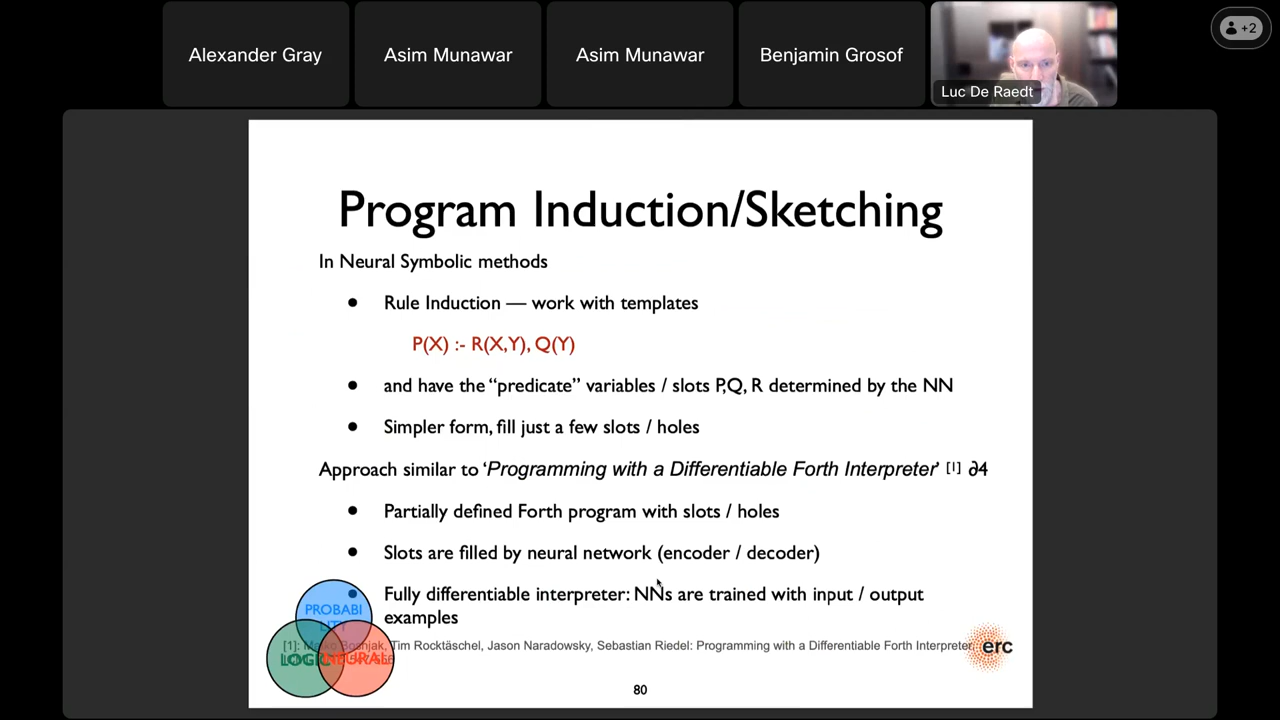 Alexander Gray
Asim Munawar
Asim Munawar
Benjamin Grosof
Luc De Raedt
+2
Program Induction/Sketching
In Neural Symbolic methods
● Rule Induction — work with templates
P(X) :- R(X,Y), Q(Y)
● and have the “predicate” variables / slots P,Q, R determined by the NN
● Simpler form, fill just a few slots / holes
Approach similar to ‘Programming with a Differentiable Forth Interpreter’ [1] ∂4
● Partially defined Forth program with slots / holes
● Slots are filled by neural network (encoder / decoder)
● Fully differentiable interpreter: NNs are trained with input / output
examples
PROBABI
LITY
[1]: Bošnjak, Tim Rocktäschel, Jason Naradowsky, Sebastian Riedel: Programming with a Differentiable Forth Interpreter
LOGIC
NEURAL
erc
80